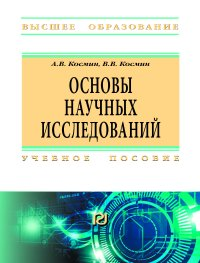 ВЫСШЕЕ ОБРАЗОВАНИЕ
А.В. Космин, В.В. Космин
ОСНОВЫ
НАУЧНЫХ
ИССЛЕДОВАНИЙ
УЧЕБНОЕ ПОСОБИЕ